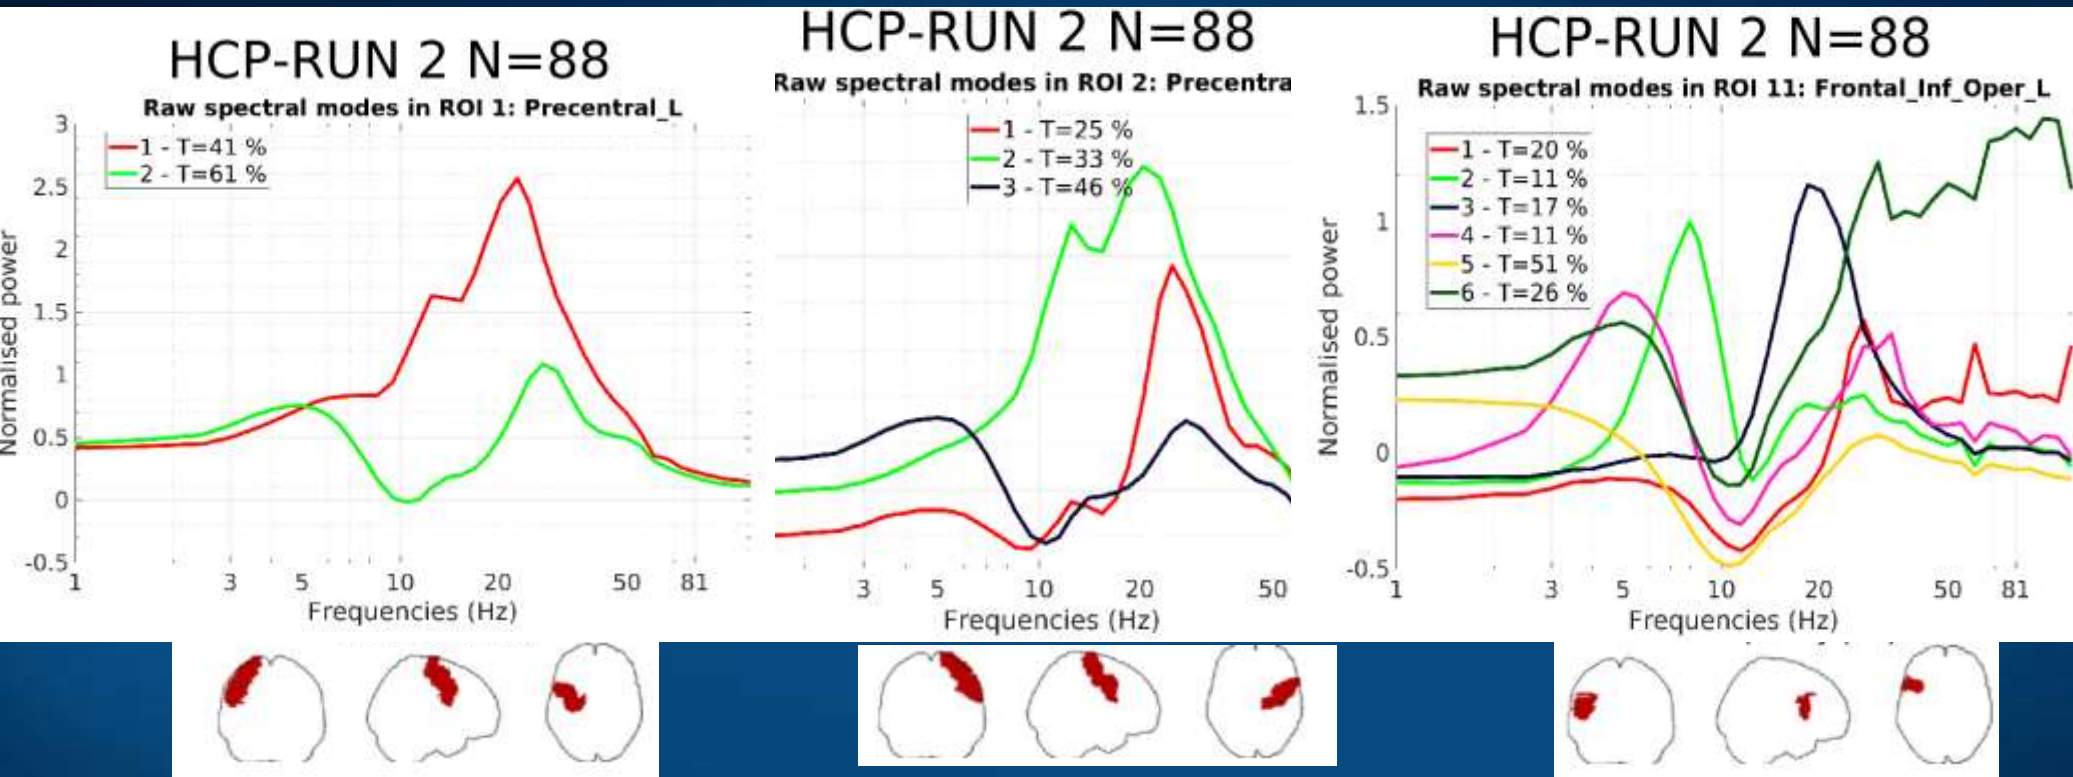 HCP-RUN 2 N=88
Raw spectral modes in ROI 1: Precentral_L
3
2.5
2
1.5
1
0.5
0
-0.5
Normalised power
1 - T=41 %
2 - T=61 %
1 3 5 10 20 50 81
Frequencies (Hz)
HCP-RUN 2 N=88
Raw spectral modes in ROI 2: Precentra
1 - T=25 %
2 - T=33 %
3 - T=46 %
3 5 10 20 50
Frequencies (Hz)
HCP-RUN 2 N=88
Raw spectral modes in ROI 11: Frontal_Inf_Oper_L
1.5
1
0.5
0
-0.5
Normalised power
1 - T=20 %
2 - T=11 %
3 - T=17 %
4 - T=11 %
5 - T=51 %
6 - T=26 %
1 3 5 10 20 50 81
Frequencies (Hz)